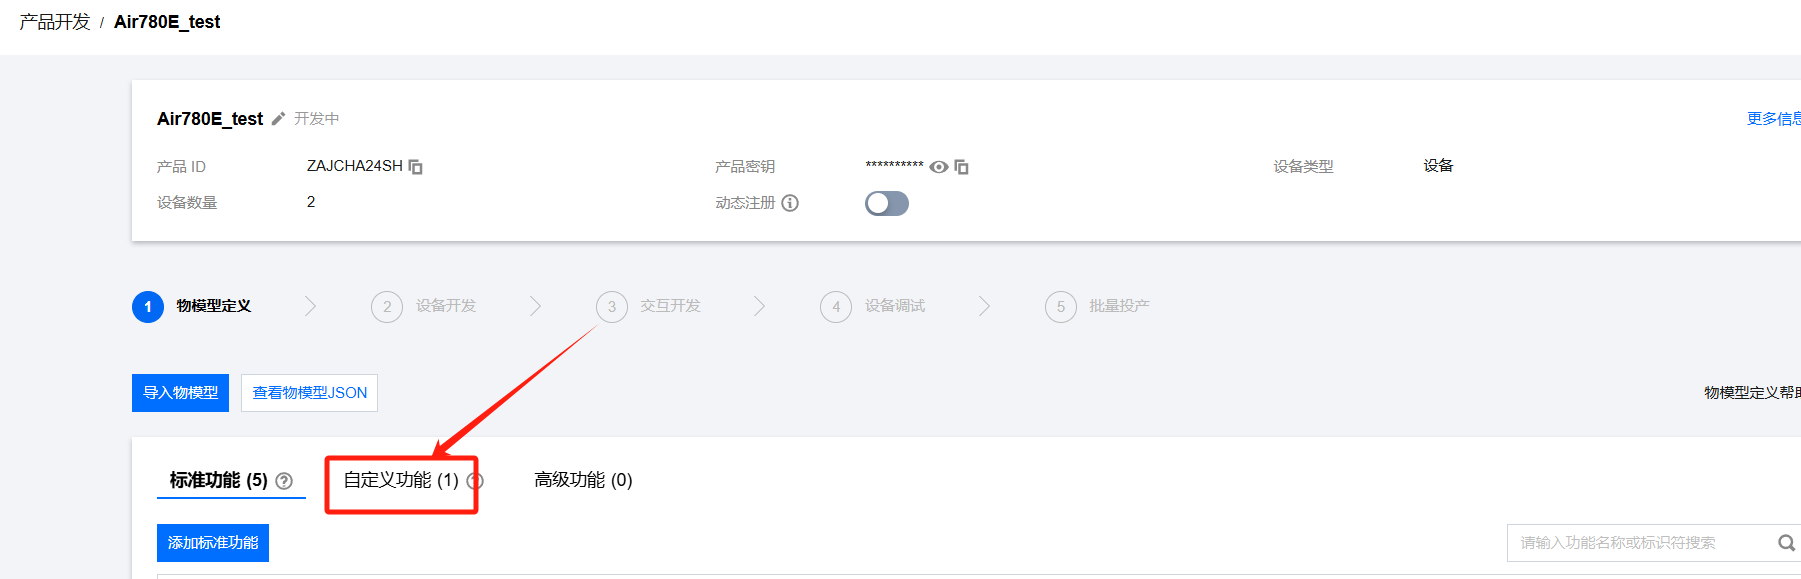 产品开发 / Air780E_test
Air780E_test 开发中
更多信息
产品 ID ZAJCHA24SH 产品密钥 ********** 设备类型 设备
设备数量 2 动态注册
1 物模型定义 2 设备开发 3 交互开发 4 设备调试 5 批量投产
导入物模型 查看物模型JSON 物模型定义帮助
标准功能 (5) 自定义功能 (1) 高级功能 (0)
添加标准功能 请输入功能名称或标识符搜索